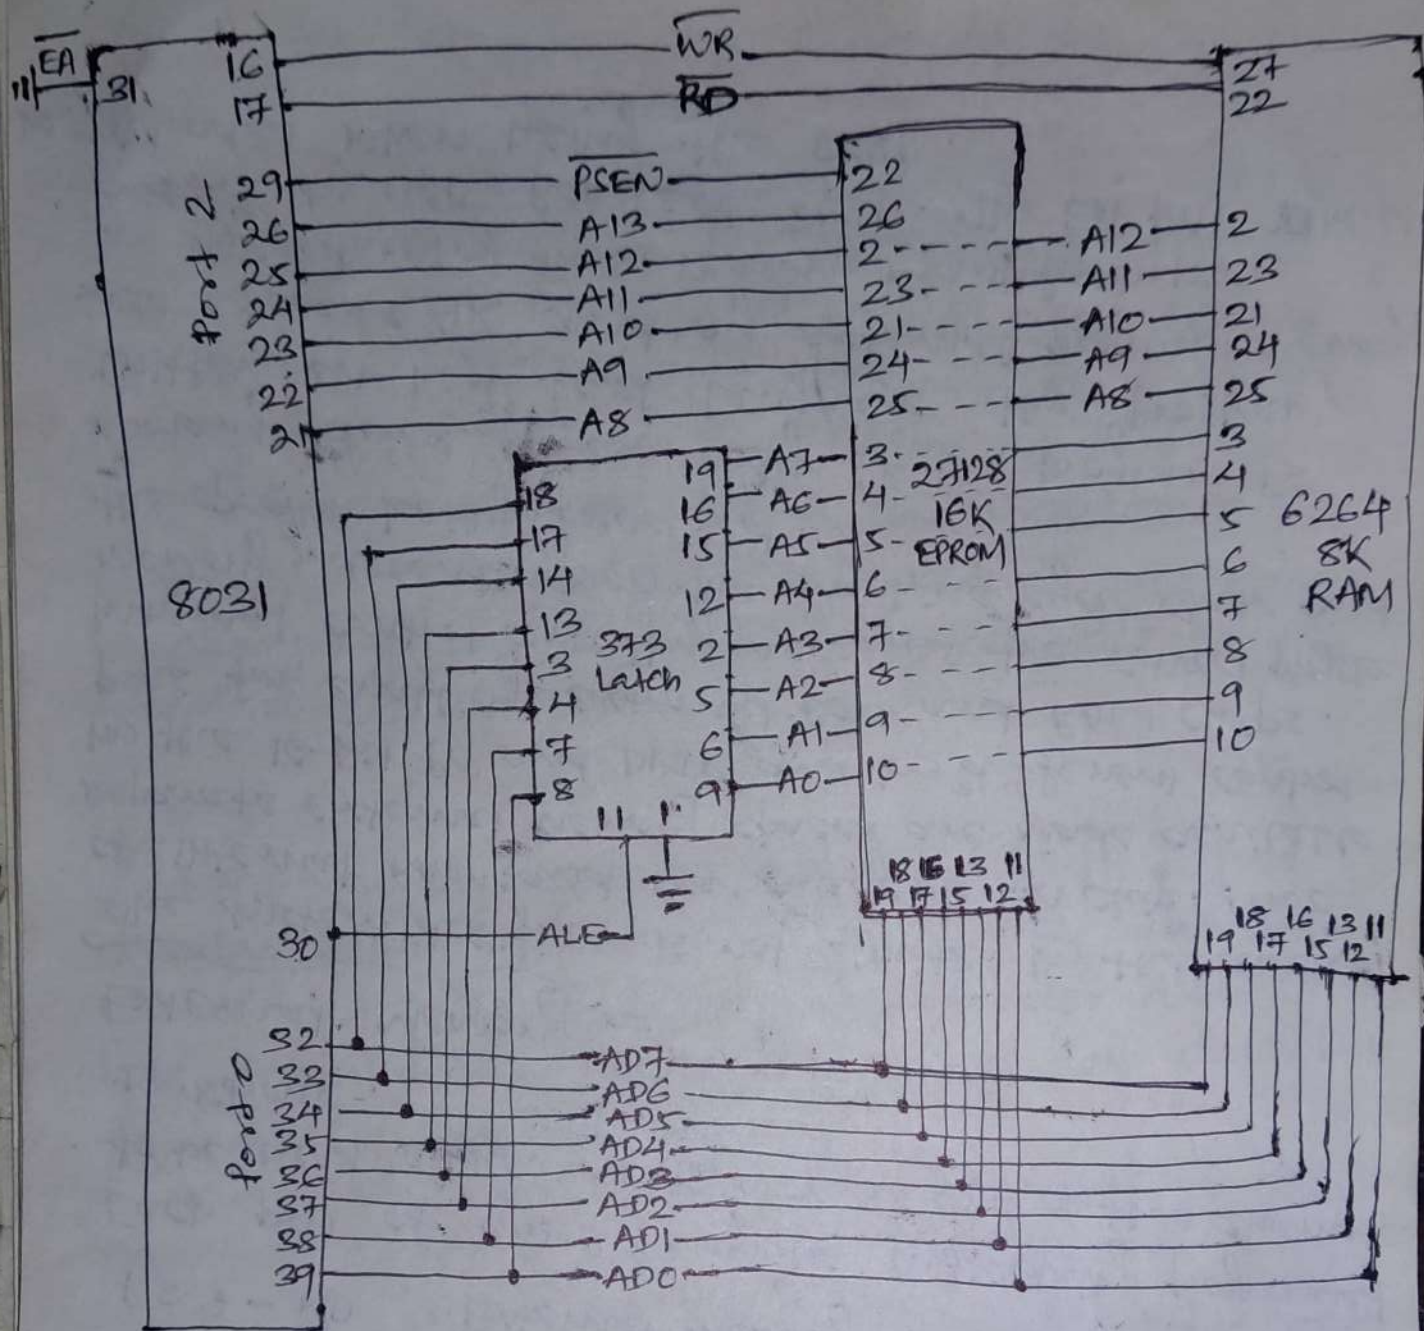 EA
31
16 WR 27
17 RD 22
29 PSEN 22
26 A13 26
25 A12 2 A12 2
24 A11 23 A11 23
23 A10 21 A10 21
22 A9 24 A9 24
21 A8 25 A8 25
Port 2
18 19 A7 3 3
17 16 A6 4 4
14 15 A5 5 5
13 12 A4 6 6
3 2 A3 7 7
4 5 A2 8 8
7 6 A1 9 9
8 9 A0 10 10
11 1
373
Latch
27128
16K
EPROM
6264
8K
RAM
8031
18 16 13 11
19 17 15 12
18 16 13 11
19 17 15 12
30 ALE
32 AD7
33 AD6
34 AD5
35 AD4
36 AD3
37 AD2
38 AD1
39 AD0
Port 0